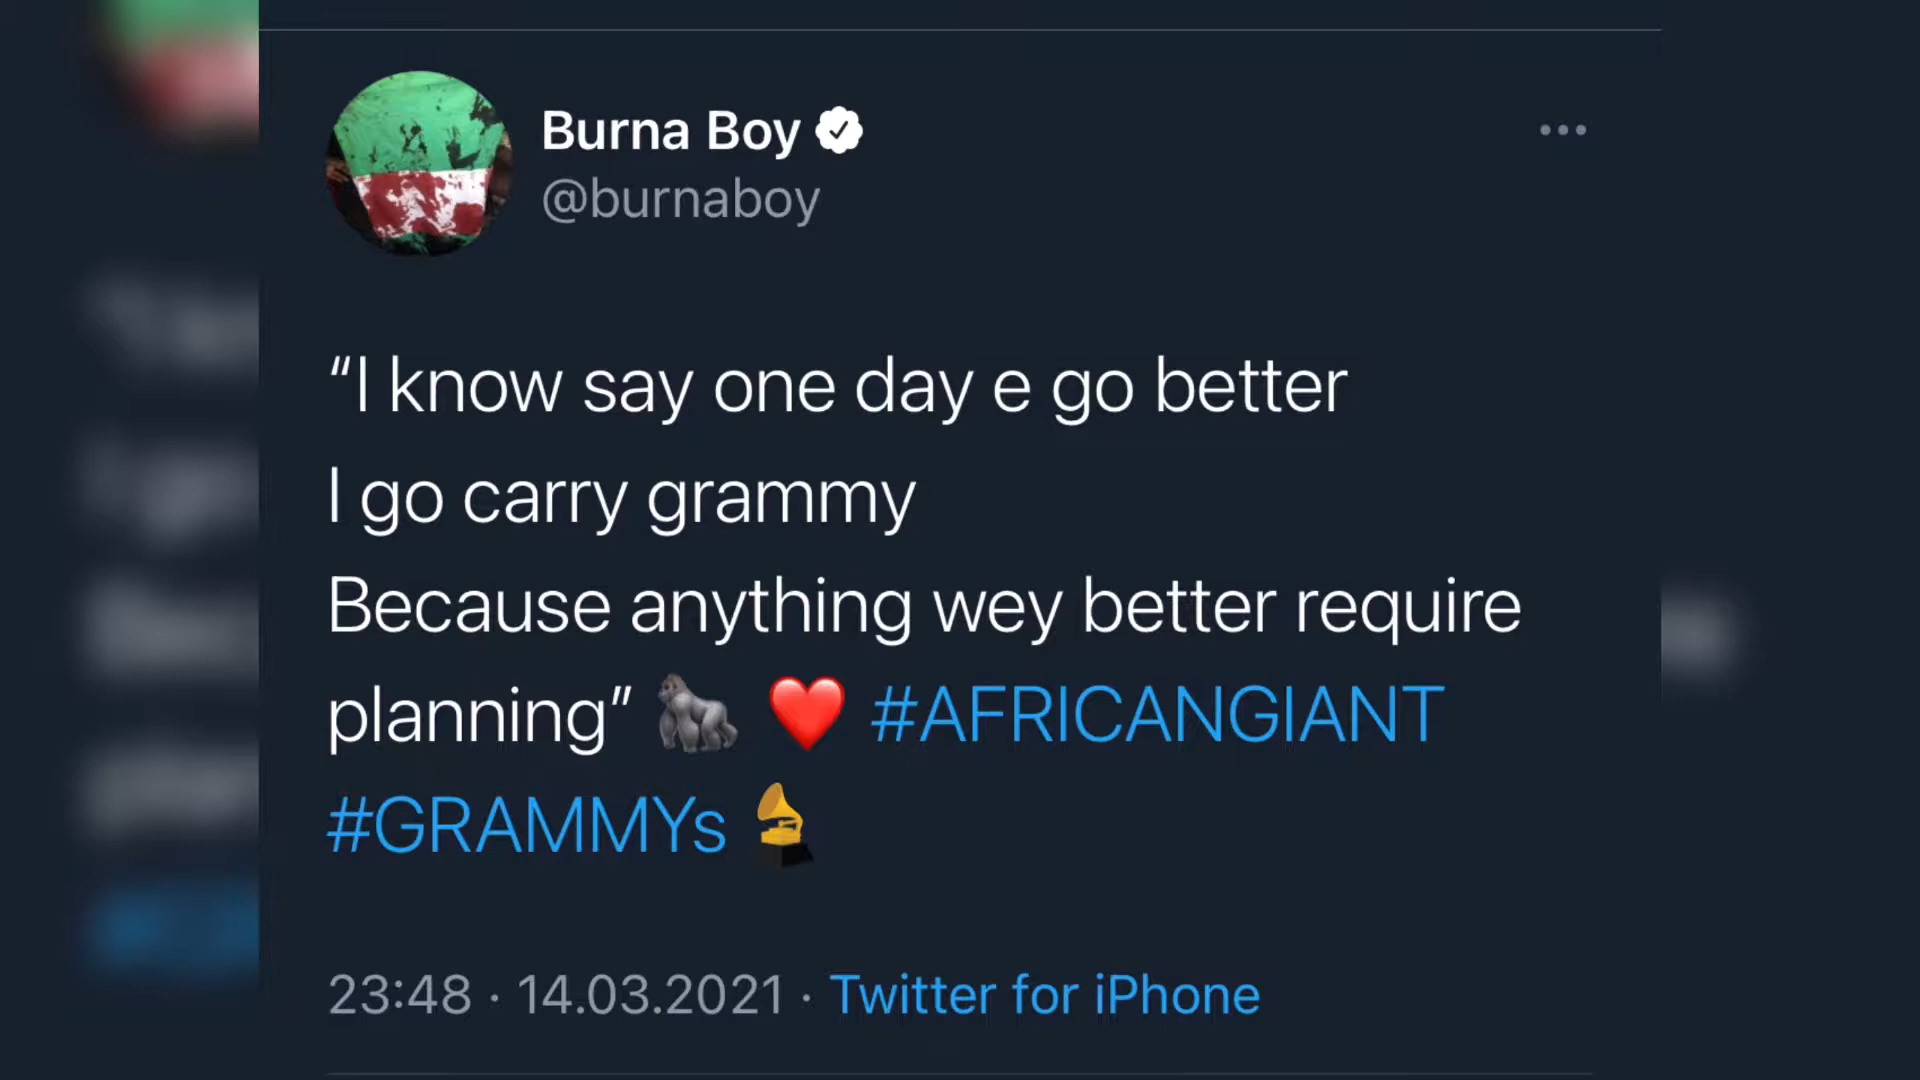 Burna Boy
@burnaboy
“I know say one day e go better
I go carry grammy
Because anything wey better require
planning” 🦍 ❤️ #AFRICANGIANT
#GRAMMYs
23:48 · 14.03.2021 · Twitter for iPhone